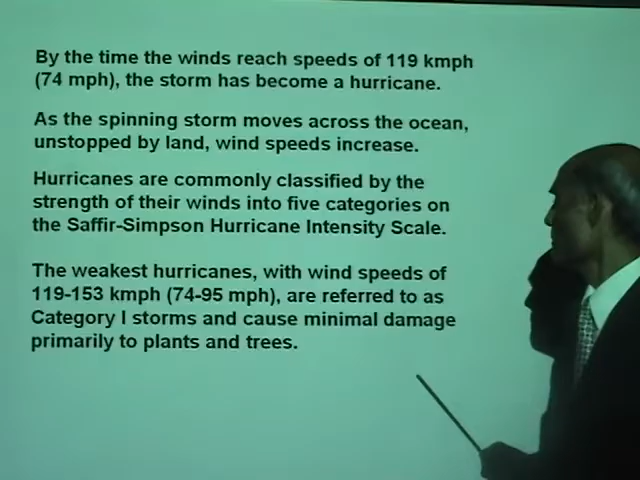 By the time the winds reach speeds of 119 kmph
(74 mph), the storm has become a hurricane.
As the spinning storm moves across the ocean,
unstopped by land, wind speeds increase.
Hurricanes are commonly classified by the
strength of their winds into five categories on
the Saffir-Simpson Hurricane Intensity Scale.
The weakest hurricanes, with wind speeds of
119-153 kmph (74-95 mph), are referred to as
Category I storms and cause minimal damage
primarily to plants and trees.